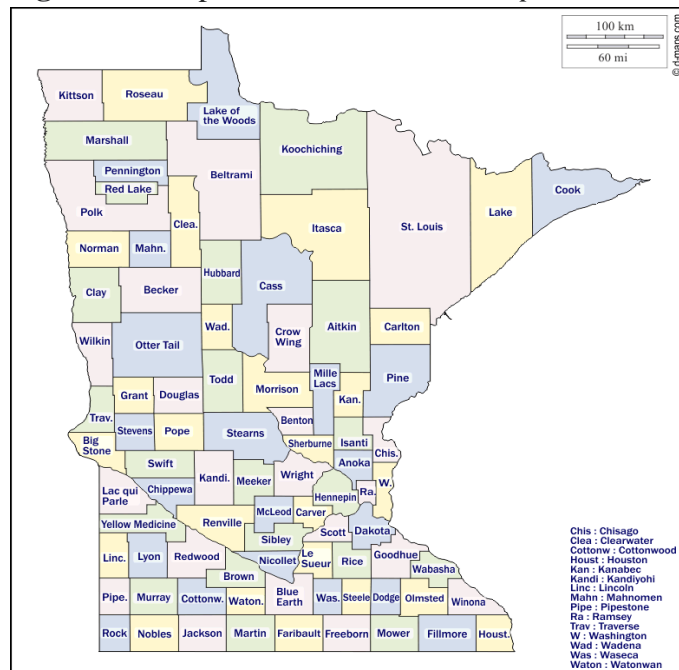 100 km
60 mi
© d-maps.com
Kittson
Roseau
Lake of
the Woods
Marshall
Koochiching
Pennington
Beltrami
Red Lake
St. Louis
Cook
Lake
Polk
Clea.
Itasca
Norman
Mahn.
Hubbard
Cass
Clay
Becker
Aitkin
Wad.
Crow
Wing
Carlton
Wilkin
Otter Tail
Mille
Lacs
Pine
Todd
Morrison
Kan.
Grant
Douglas
Trav.
Stevens
Pope
Stearns
Benton
Big
Stone
Sherburne
Isanti
Chis.
Swift
Kandi.
Meeker
Wright
Anoka
W.
Lac qui
Parle
Chippewa
Hennepin
Ra.
McLeod
Carver
Yellow Medicine
Renville
Scott
Dakota
Sibley
Linc.
Lyon
Redwood
Nicollet
Le
Sueur
Rice
Goodhue
Wabasha
Brown
Pipe.
Murray
Cottonw.
Waton.
Blue
Earth
Was.
Steele
Dodge
Olmsted
Winona
Rock
Nobles
Jackson
Martin
Faribault
Freeborn
Mower
Fillmore
Houst.
Chis : Chisago
Clea : Clearwater
Cottonw : Cottonwood
Houst : Houston
Kan : Kanabec
Kandi : Kandiyohi
Linc : Lincoln
Mahn : Mahnomen
Pipe : Pipestone
Ra : Ramsey
Trav : Traverse
W : Washington
Wad : Wadena
Was : Waseca
Waton : Watonwan